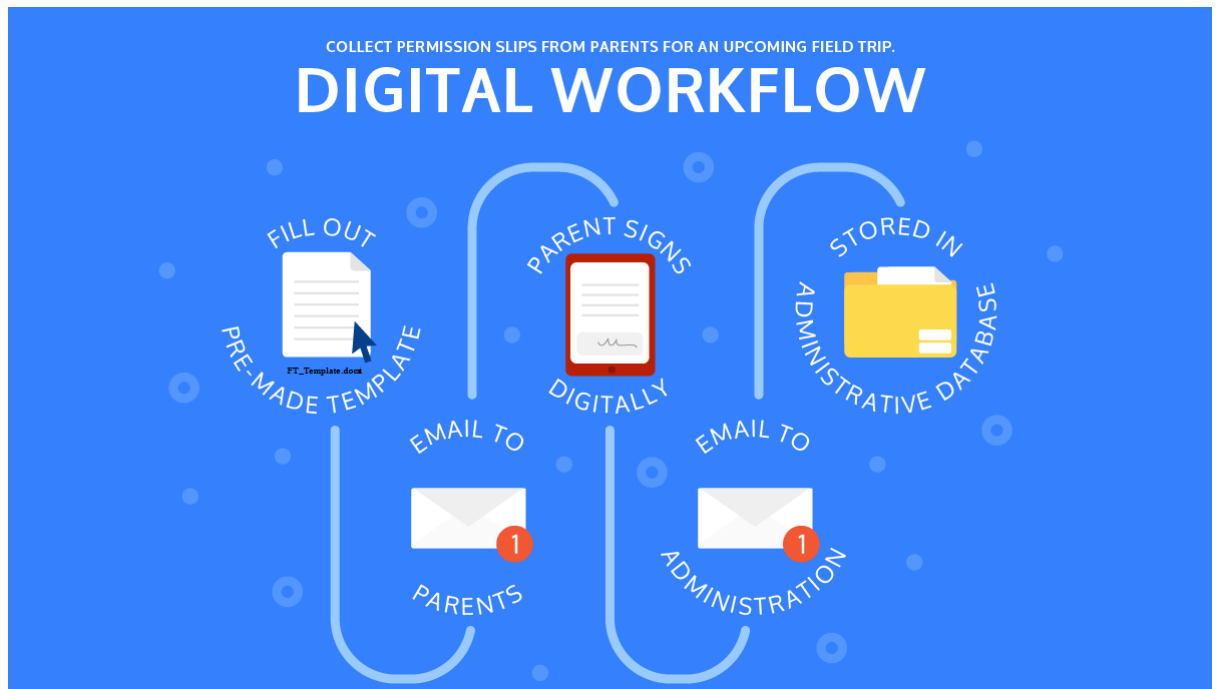 COLLECT PERMISSION SLIPS FROM PARENTS FOR AN UPCOMING FIELD TRIP.
DIGITAL WORKFLOW
FILL OUT
FT_Template.docx
PRE-MADE TEMPLATE
EMAIL TO
1
PARENTS
PARENT SIGNS
DIGITALLY
EMAIL TO
1
ADMINISTRATION
STORED IN
ADMINISTRATIVE DATABASE